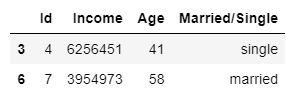 Id Income Age Married/Single
3 4 6256451 41 single
6 7 3954973 58 married